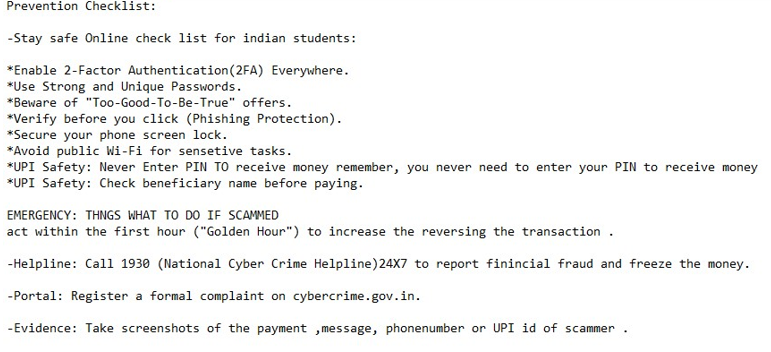 Prevention Checklist:
-Stay safe Online check list for indian students:
*Enable 2-Factor Authentication(2FA) Everywhere.
*Use Strong and Unique Passwords.
*Beware of "Too-Good-To-Be-True" offers.
*Verify before you click (Phishing Protection).
*Secure your phone screen lock.
*Avoid public Wi-Fi for sensetive tasks.
*UPI Safety: Never Enter PIN TO receive money remember, you never need to enter your PIN to receive money
*UPI Safety: Check beneficiary name before paying.
EMERGENCY: THNGS WHAT TO DO IF SCAMMED
act within the first hour ("Golden Hour") to increase the reversing the transaction .
-Helpline: Call 1930 (National Cyber Crime Helpline)24X7 to report finincial fraud and freeze the money.
-Portal: Register a formal complaint on cybercrime.gov.in.
-Evidence: Take screenshots of the payment ,message, phonenumber or UPI id of scammer .